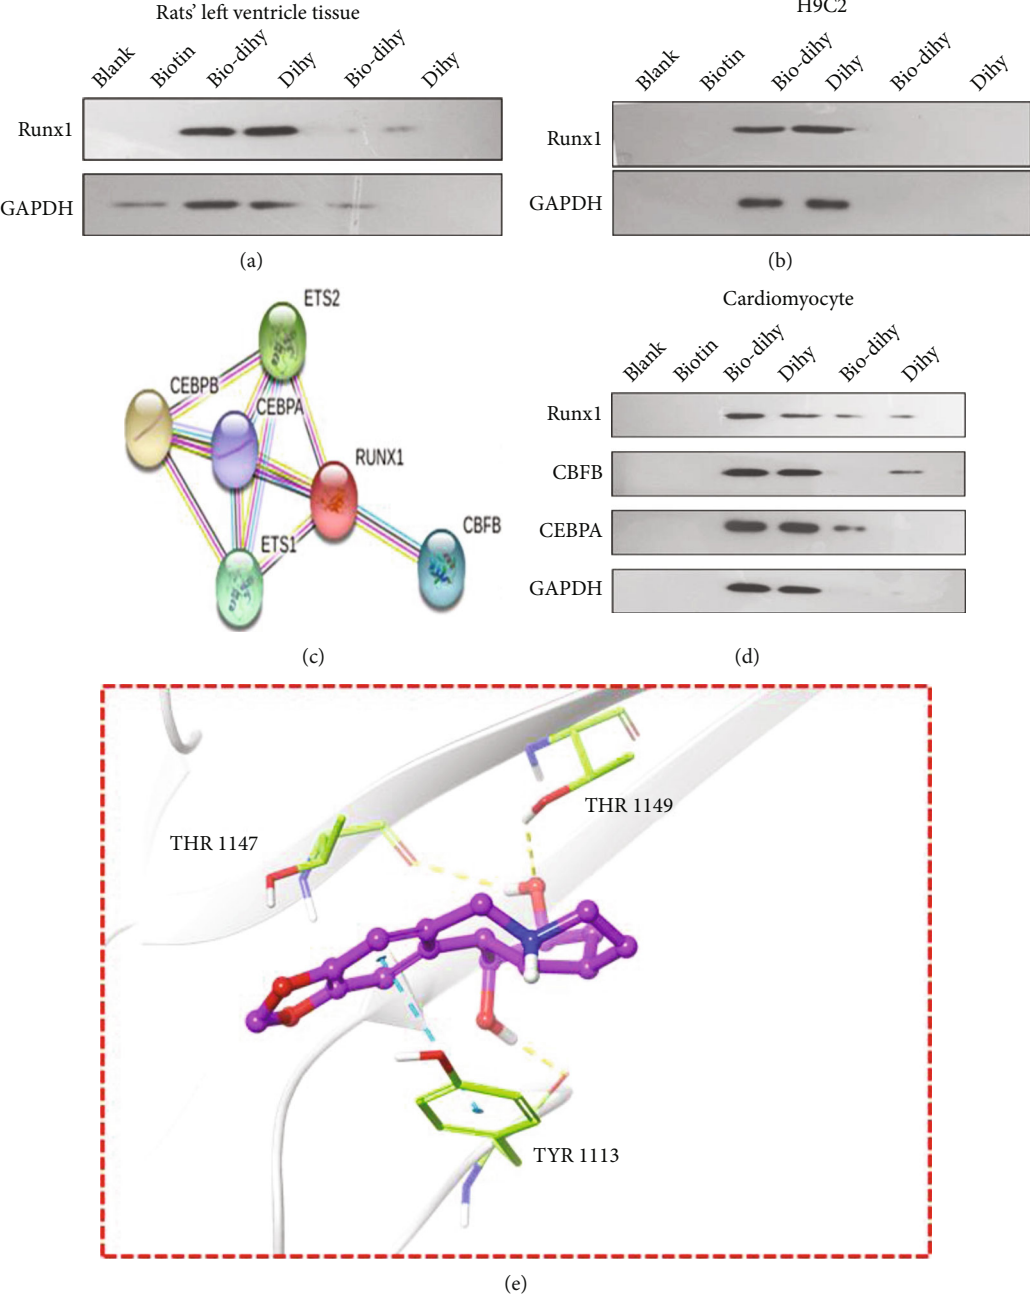 Rats' left ventricle tissue
Blank Biotin Bio-dihy Dihy Bio-dihy Dihy
Runx1
GAPDH
(a)
H9C2
Blank Biotin Bio-dihy Dihy Bio-dihy Dihy
Runx1
GAPDH
(b)
ETS2
CEBPB
CEBPA
RUNX1
ETS1
CBFB
(c)
Cardiomyocyte
Blank Biotin Bio-dihy Dihy Bio-dihy Dihy
Runx1
CBFB
CEBPA
GAPDH
(d)
THR 1149
THR 1147
TYR 1113
(e)